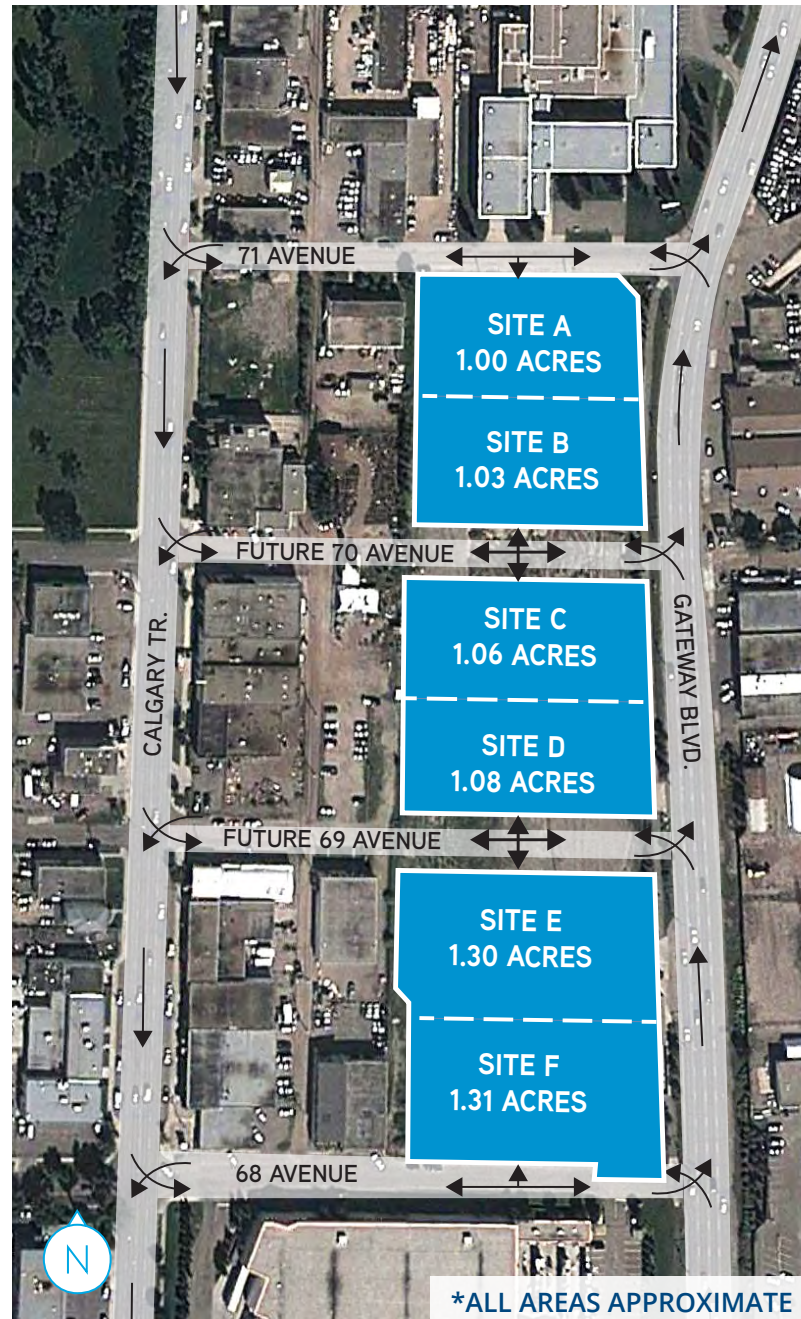 71 AVENUE
SITE A
1.00 ACRES
SITE B
1.03 ACRES
FUTURE 70 AVENUE
SITE C
1.06 ACRES
CALGARY TR.
GATEWAY BLVD.
SITE D
1.08 ACRES
FUTURE 69 AVENUE
SITE E
1.30 ACRES
SITE F
1.31 ACRES
68 AVENUE
N
*ALL AREAS APPROXIMATE